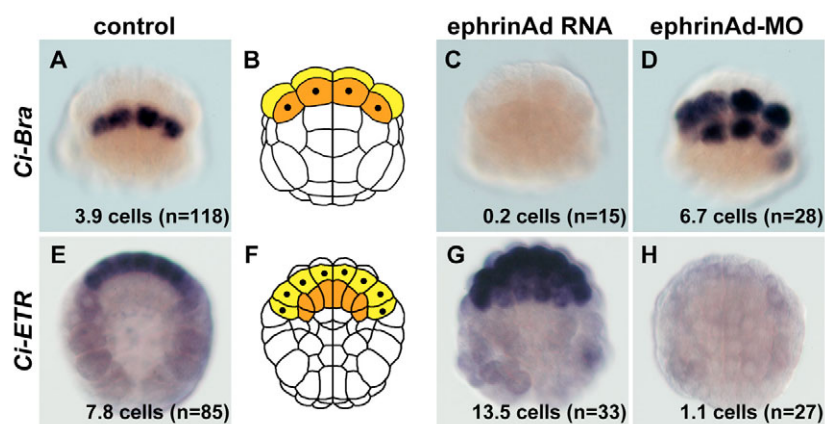 control
ephrinAd RNA
ephrinAd-MO
Ci-Bra
A
B
C
D
3.9 cells (n=118)
0.2 cells (n=15)
6.7 cells (n=28)
Ci-ETR
E
F
G
H
7.8 cells (n=85)
13.5 cells (n=33)
1.1 cells (n=27)